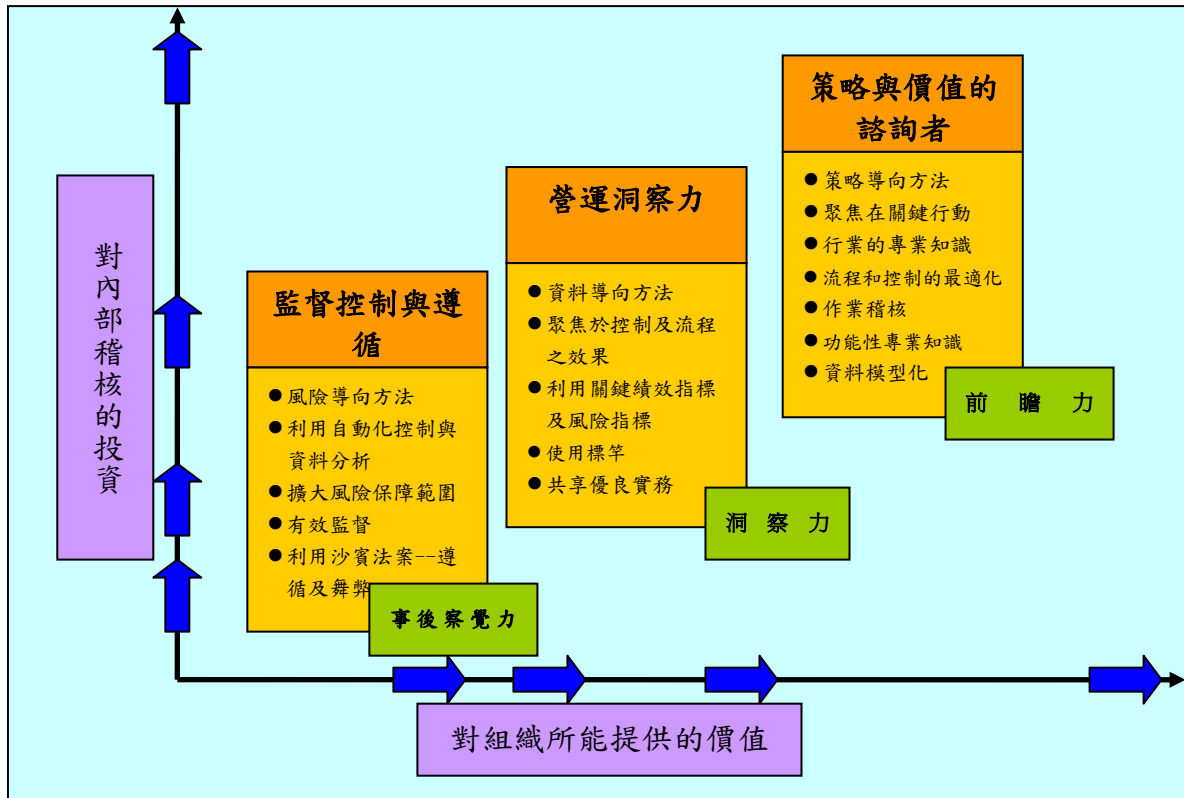 對內部稽核的投資
監督控制與遵
循
●風險導向方法
●利用自動化控制與
資料分析
●擴大風險保障範圍
●有效監督
●利用沙賓法案--遵
循及舞弊
事後察覺力
營運洞察力
●資料導向方法
●聚焦於控制及流程
之效果
●利用關鍵績效指標
及風險指標
●使用標竿
●共享優良實務
洞察力
策略與價值的
諮詢者
●策略導向方法
●聚焦在關鍵行動
●行業的專業知識
●流程和控制的最適化
●作業稽核
●功能性專業知識
●資料模型化
前瞻力
對組織所能提供的價值